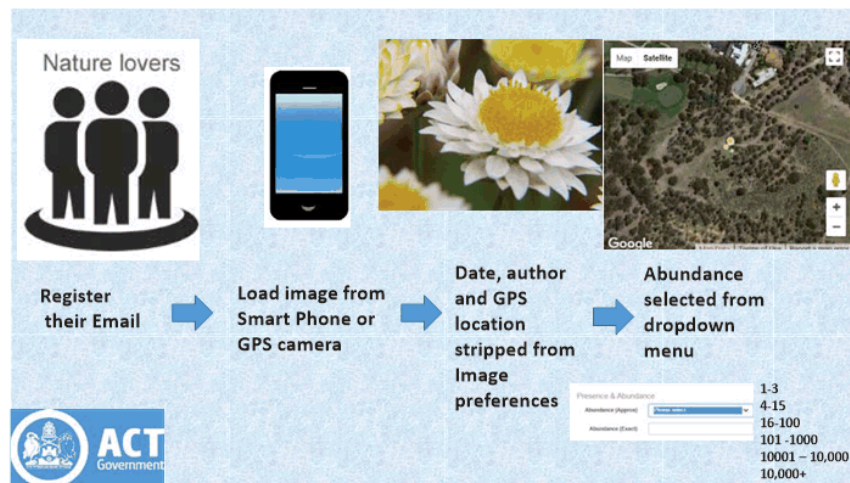 Nature lovers
Map Satellite
Google
Register
their Email
Load image from
Smart Phone or
GPS camera
Date, author
and GPS
location
stripped from
Image
preferences
Abundance
selected from
dropdown
menu
Presence & Abundance
Abundance (Approx) Please select
Abundance (Exact)
1-3
4-15
16-100
101 -1000
10001 – 10,000
10,000+
ACT
Government